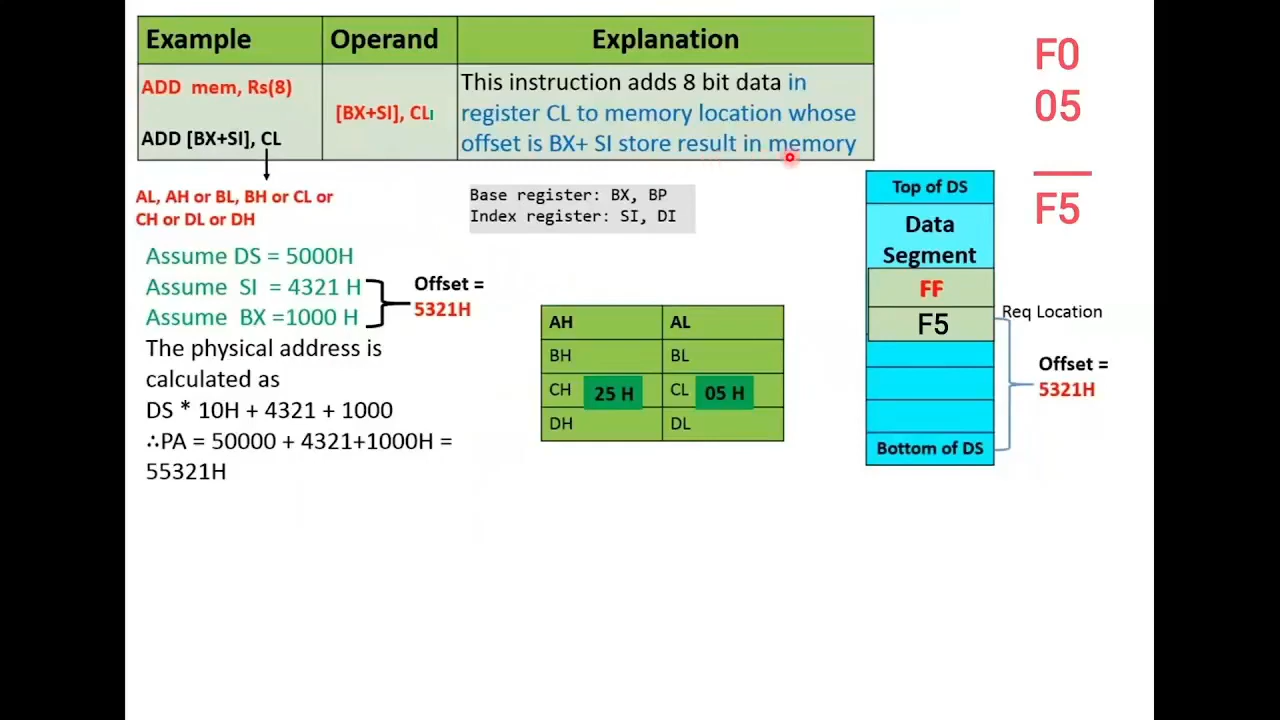 Example Operand Explanation
ADD mem, Rs(8)
ADD [BX+SI], CL
[BX+SI], CL
This instruction adds 8 bit data in
register CL to memory location whose
offset is BX+ SI store result in memory
F0
05
F5
AL, AH or BL, BH or CL or
CH or DL or DH
Base register: BX, BP
Index register: SI, DI
Assume DS = 5000H
Assume SI = 4321 H
Assume BX =1000 H
Offset =
5321H
The physical address is
calculated as
DS * 10H + 4321 + 1000
∴PA = 50000 + 4321+1000H =
55321H
AH AL
BH BL
CH 25 H CL 05 H
DH DL
Top of DS
Data
Segment
FF
F5
Req Location
Offset =
5321H
Bottom of DS